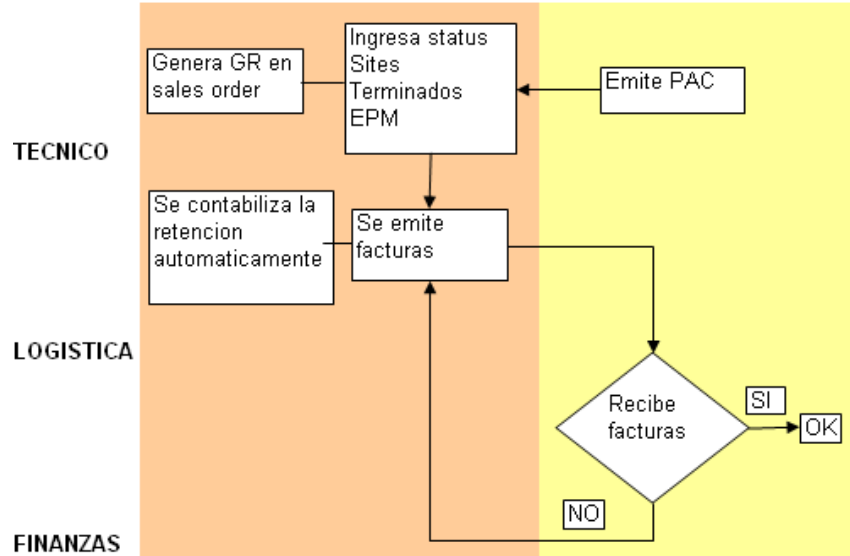 Ingresa status
Sites
Terminados
EPM
Genera GR en
sales order
Emite PAC
TECNICO
Se contabiliza la
retencion
automaticamente
Se emite
facturas
LOGISTICA
Recibe
facturas
SI
OK
NO
FINANZAS